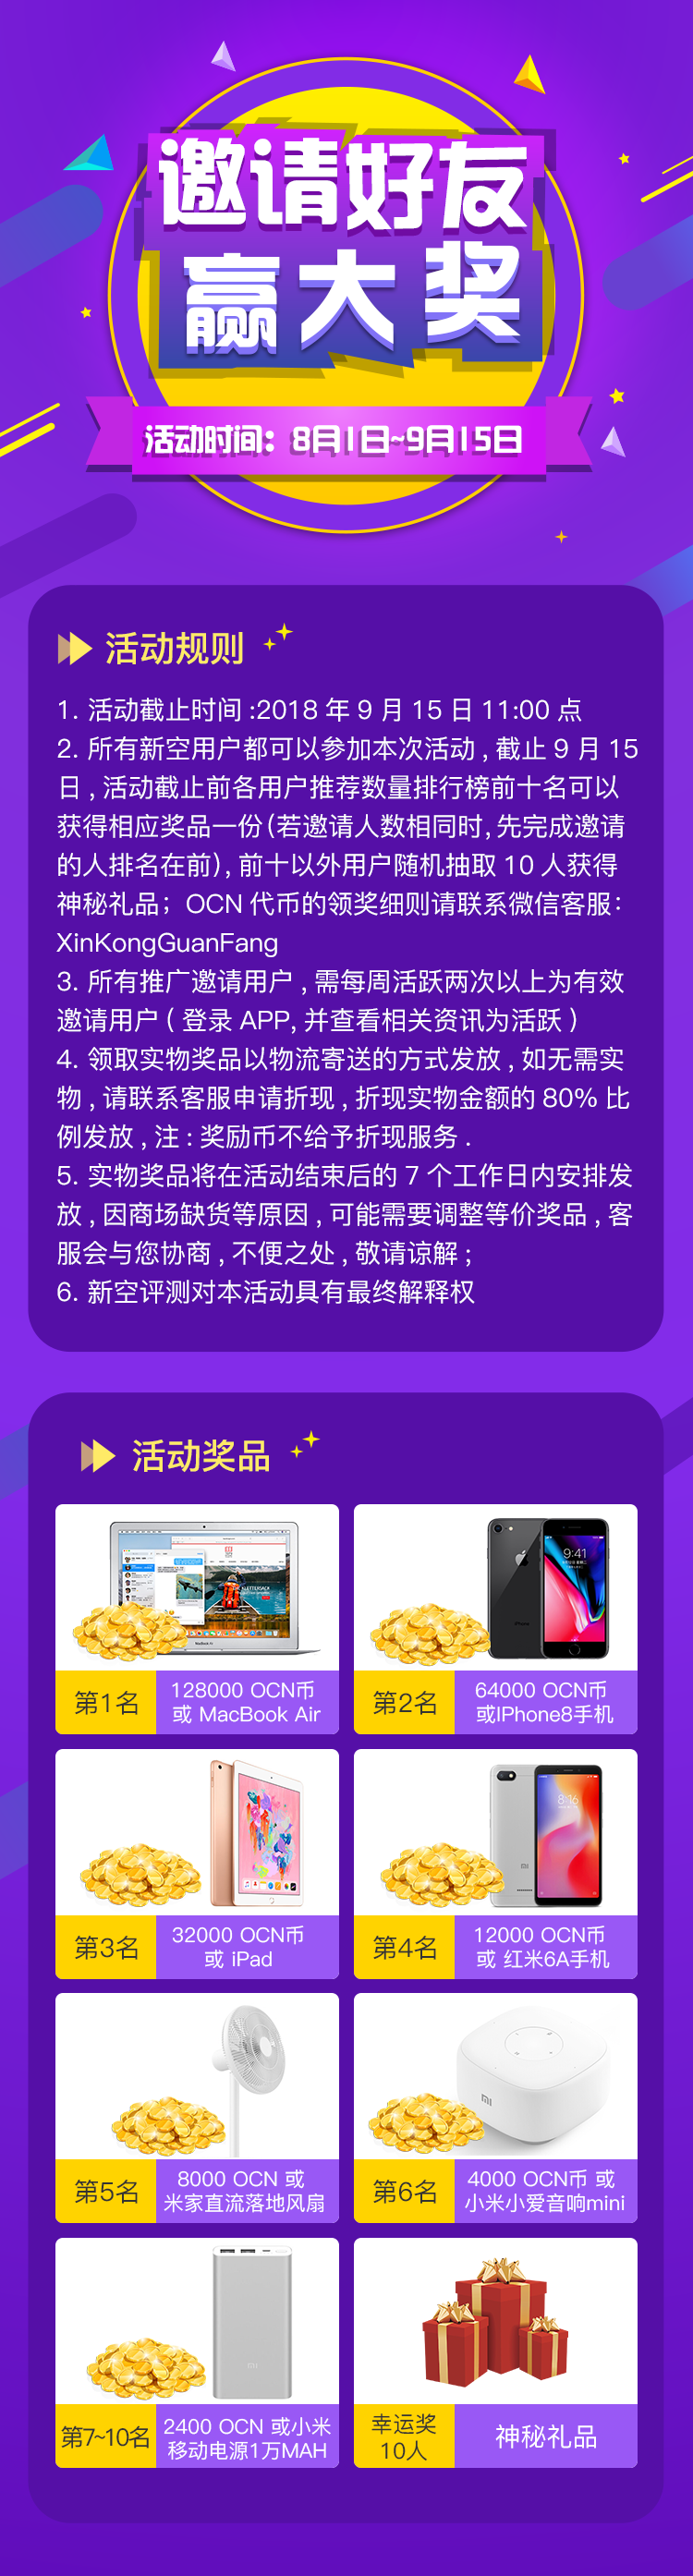 邀请好友
赢大奖
活动时间：8月1日~9月15日
活动规则
1. 活动截止时间 :2018 年 9 月 15 日 11:00 点
2. 所有新空用户都可以参加本次活动 , 截止 9 月 15
日 , 活动截止前各用户推荐数量排行榜前十名可以
获得相应奖品一份（若邀请人数相同时, 先完成邀请
的人排名在前）, 前十以外用户随机抽取 10 人获得
神秘礼品；OCN 代币的领奖细则请联系微信客服：
XinKongGuanFang
3. 所有推广邀请用户 , 需每周活跃两次以上为有效
邀请用户 ( 登录 APP, 并查看相关资讯为活跃 )
4. 领取实物奖品以物流寄送的方式发放 , 如无需实
物 , 请联系客服申请折现 , 折现实物金额的 80% 比
例发放 , 注 : 奖励币不给予折现服务 .
5. 实物奖品将在活动结束后的 7 个工作日内安排发
放 , 因商场缺货等原因 , 可能需要调整等价奖品 , 客
服会与您协商 , 不便之处 , 敬请谅解 ;
6. 新空评测对本活动具有最终解释权
活动奖品
第1名
128000 OCN币
或 MacBook Air
9:41
第2名
64000 OCN币
或IPhone8手机
第3名
32000 OCN币
或 iPad
8:16
第4名
12000 OCN币
或 红米6A手机
第5名
8000 OCN 或
米家直流落地风扇
第6名
4000 OCN币 或
小米小爱音响mini
第7~10名
2400 OCN 或小米
移动电源1万MAH
幸运奖
10人
神秘礼品